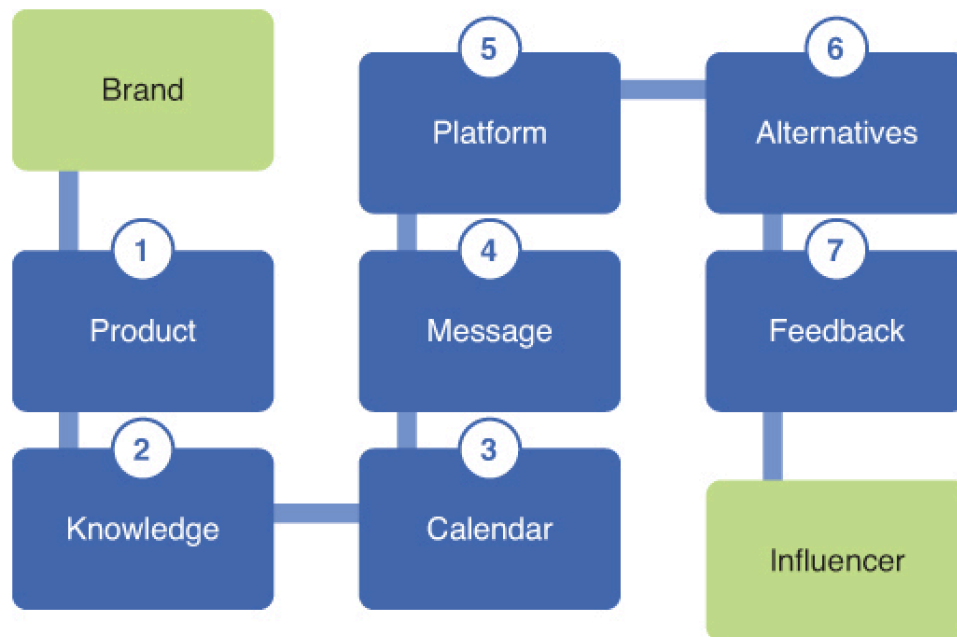 Brand
1
Product
2
Knowledge
3
Calendar
4
Message
5
Platform
6
Alternatives
7
Feedback
Influencer